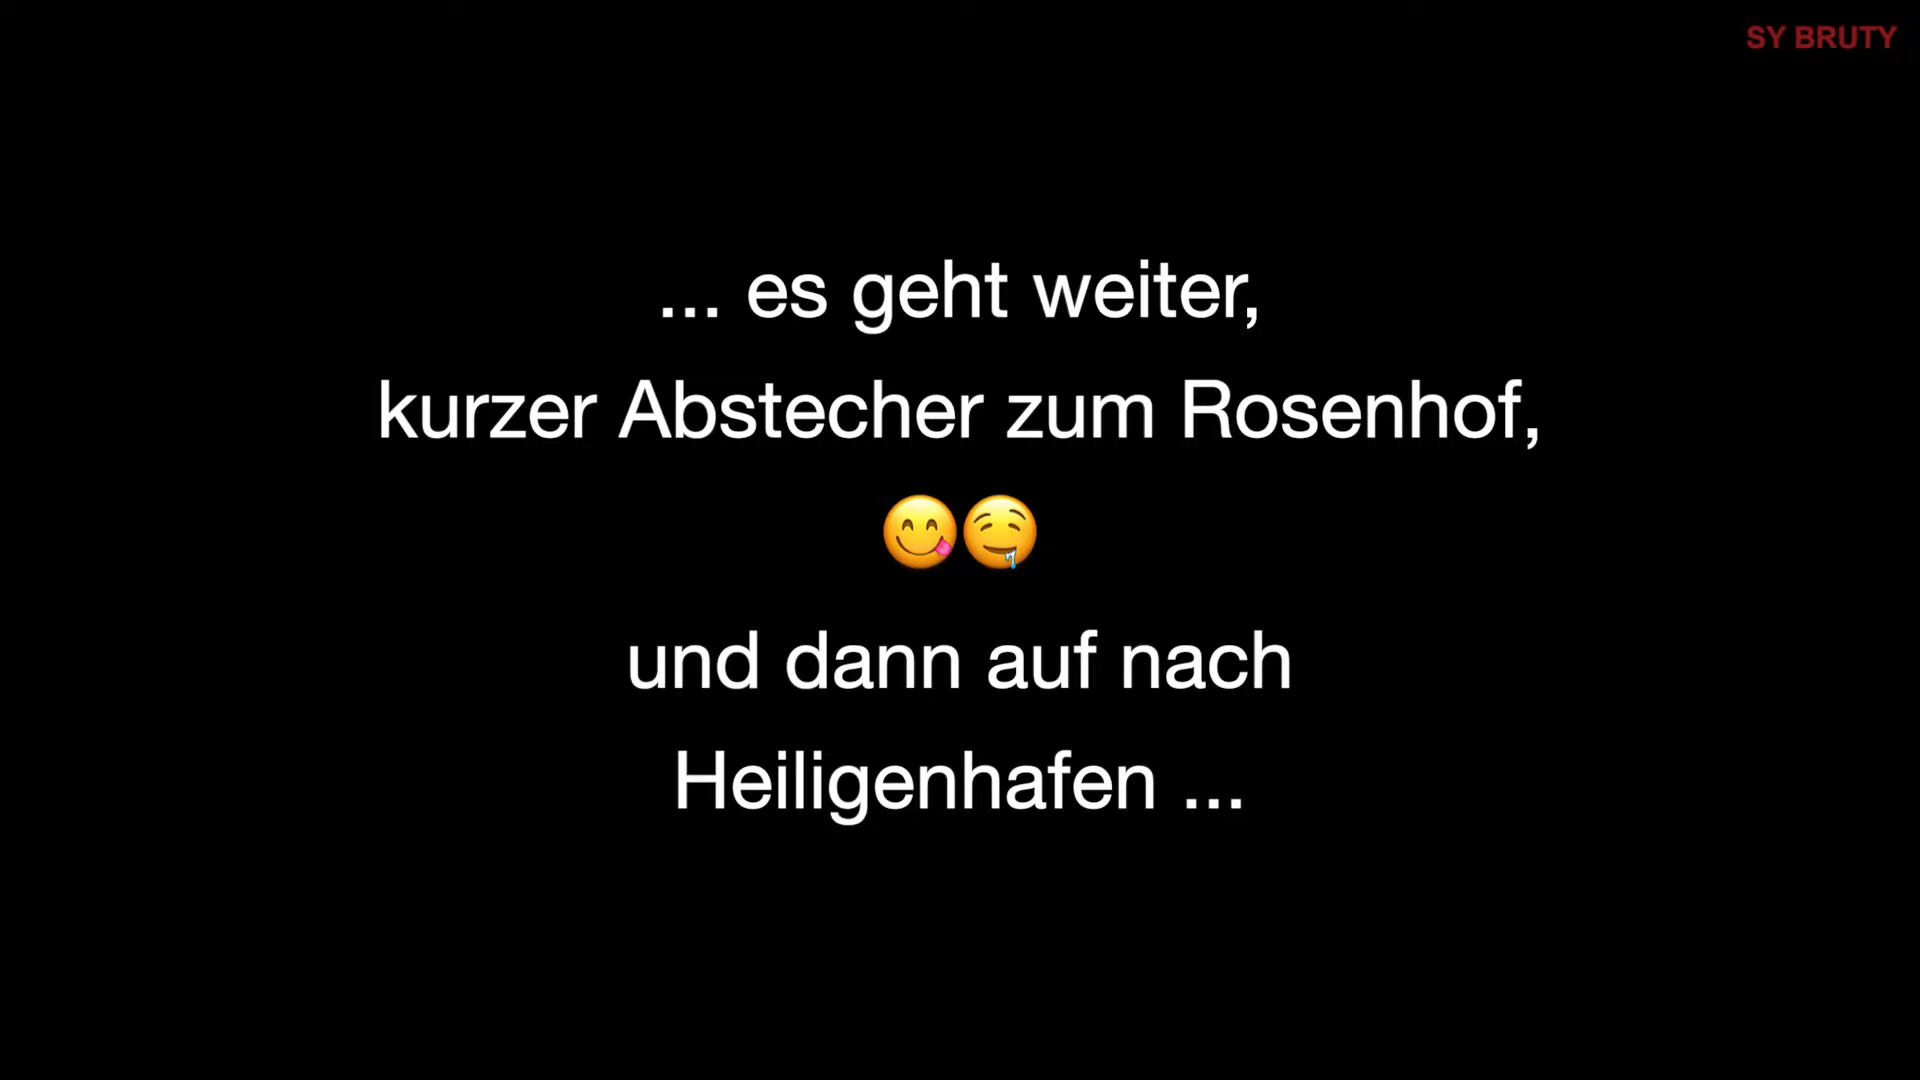 SY BRUTY
... es geht weiter,
kurzer Abstecher zum Rosenhof,
😋🤤
und dann auf nach
Heiligenhafen ...